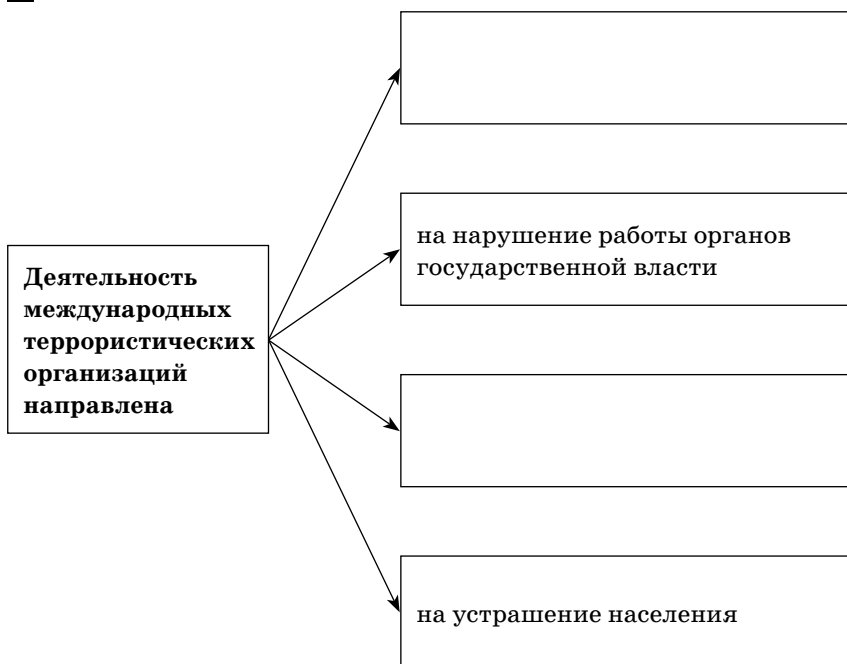 Деятельность
международных
террористических
организаций
направлена
на нарушение работы органов
государственной власти
на устрашение населения